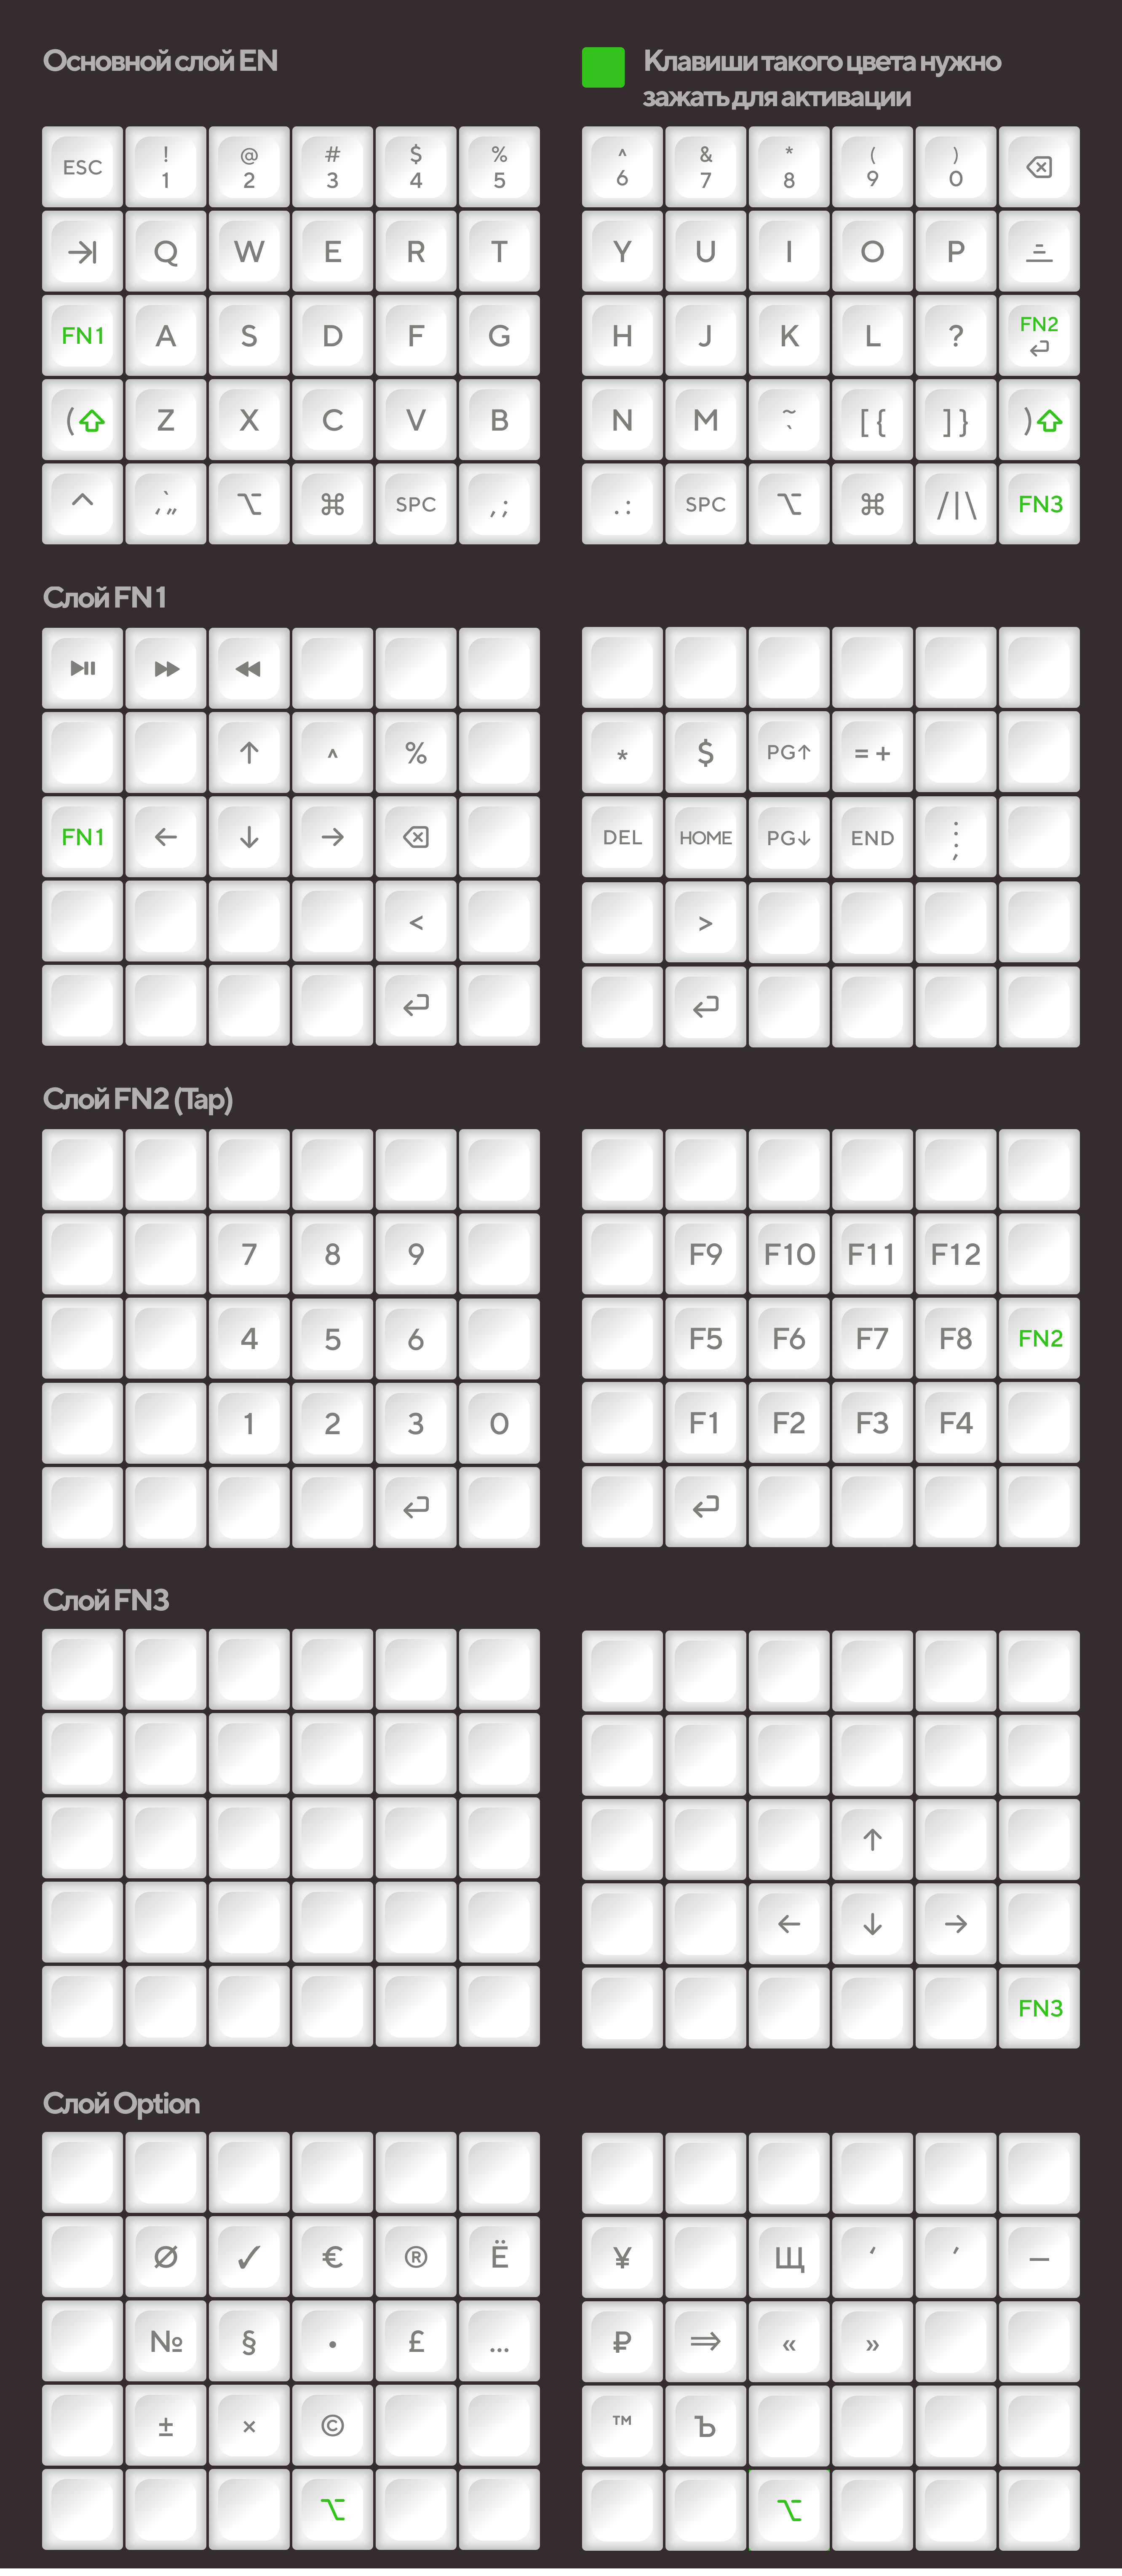 Основной слой EN
Клавиши такого цвета нужно
зажать для активации
ESC ! 1 @ 2 # 3 $ 4 % 5 ^ 6 & 7 * 8 ( 9 ) 0 ⌫
→| Q W E R T Y U I O P
FN1 A S D F G H J K L ? FN2 ↵
( ⇧ Z X C V B N M ~ ` [ { ] } ) ⇧
^ ⌥ ⌘ SPC , ; . : SPC ⌥ ⌘ / | \ FN3
Слой FN1
⏯ ⏩ ⏪
↑ ^ % * $ PG↑ = +
FN1 ← ↓ → ⌫ DEL HOME PG↓ END : ;
< >
↵ ↵
Слой FN2 (Tap)
7 8 9 F9 F10 F11 F12
4 5 6 F5 F6 F7 F8 FN2
1 2 3 0 F1 F2 F3 F4
↵ ↵
Слой FN3
↑
← ↓ →
FN3
Слой Option
Ø ✓ € ® Ё ¥ Щ ‘ ’ —
№ § • £ … ₽ ⇒ « »
± × © ™ Ъ
⌥ ⌥